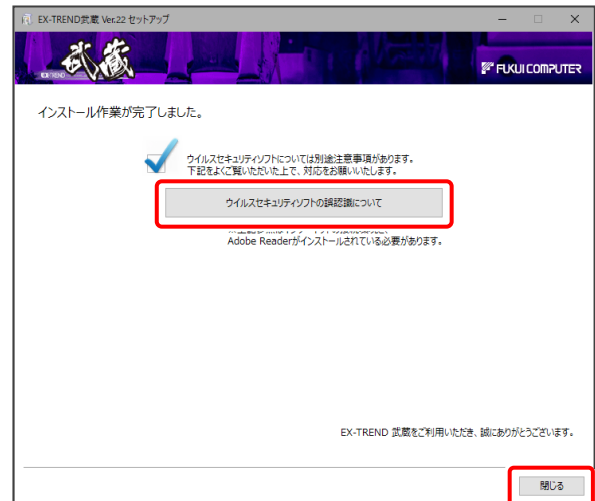 EX-TREND武蔵 Ver.22 セットアップ
EX-TREND 武蔵
FUKUI COMPUTER
インストール作業が完了しました。
ウイルスセキュリティソフトについては別途注意事項があります。
下記をよくご覧いただいた上で、対応をお願いいたします。
ウイルスセキュリティソフトの誤認識について
Adobe Readerがインストールされている必要があります。
EX-TREND 武蔵をご利用いただき、誠にありがとうございます。
閉じる